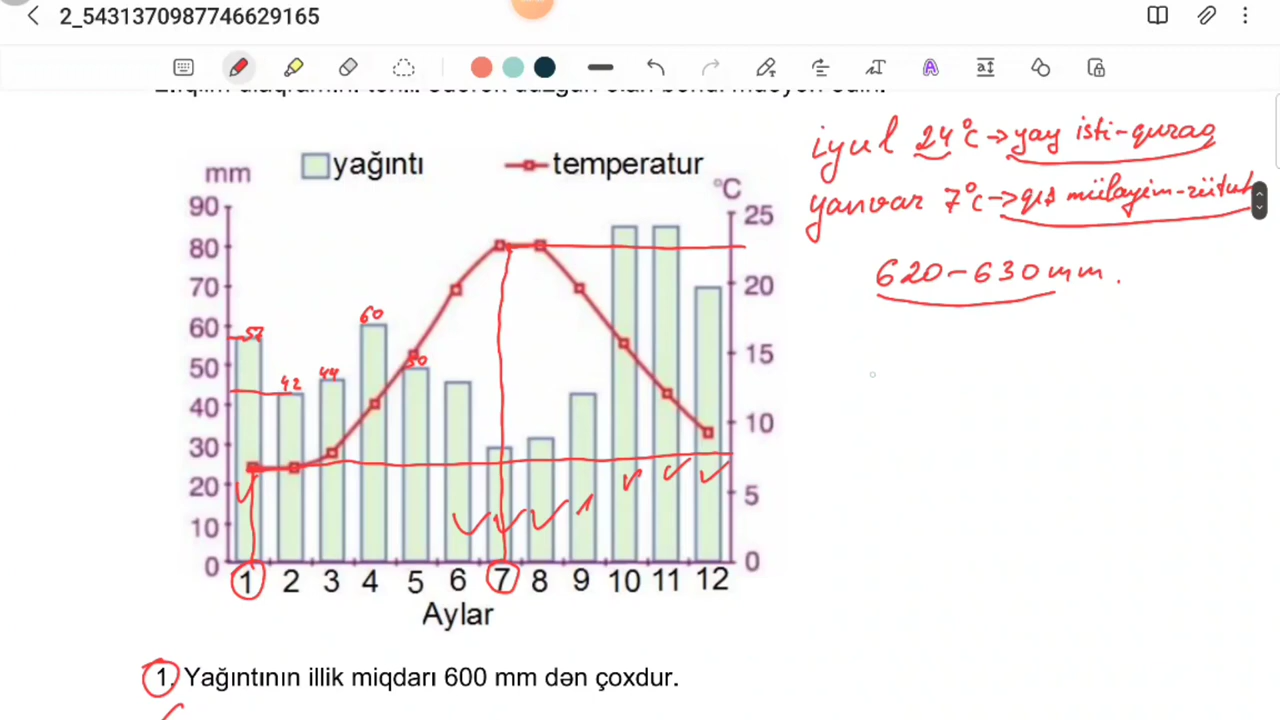 2_5431370987746629165
iyul 24°C→yay isti-quraq
yağıntı temperatur
mm °C
yanvar 7°C→qış mülayim-rütub
620-630mm.
90 25
80
70 20
60 57 60
50 15
42 44 50
40 10
30
20 5
10
0 0
1 2 3 4 5 6 7 8 9 10 11 12
Aylar
1. Yağıntının illik miqdarı 600 mm dən çoxdur.